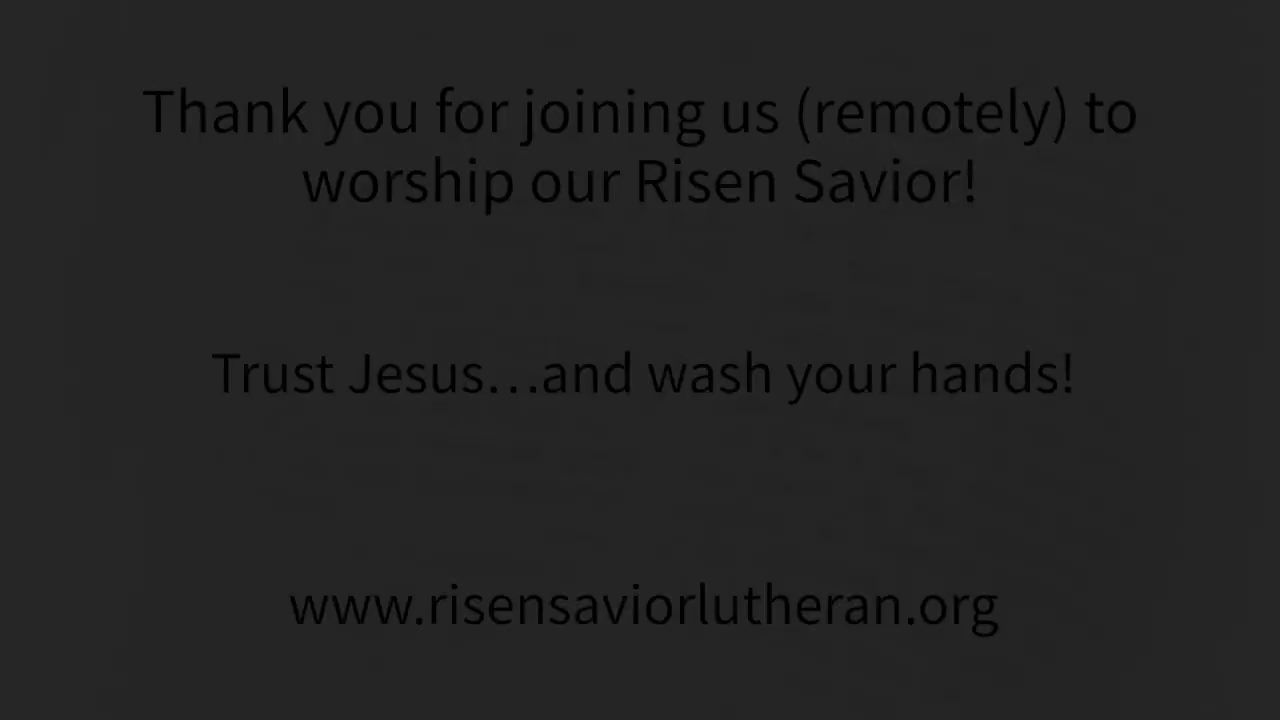 Thank you for joining us (remotely) to
worship our Risen Savior!
Trust Jesus…and wash your hands!
www.risensaviorlutheran.org